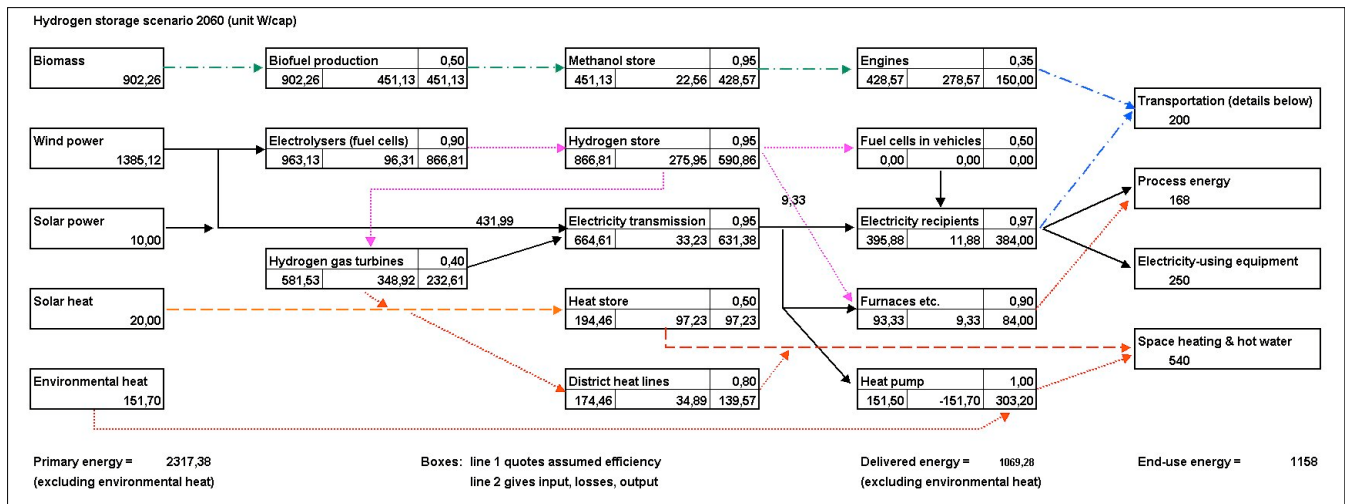 Hydrogen storage scenario 2060 (unit W/cap)
Biomass
902,26
Biofuel production 0,50
902,26 451,13 451,13
Methanol store 0,95
451,13 22,56 428,57
Engines 0,35
428,57 278,57 150,00
Transportation (details below)
200
Wind power
1385,12
Electrolysers (fuel cells) 0,90
963,13 96,31 866,81
Hydrogen store 0,95
866,81 275,95 590,86
Fuel cells in vehicles 0,50
0,00 0,00 0,00
Process energy
168
9,33
Solar power
10,00
431,99
Electricity transmission 0,95
664,61 33,23 631,38
Electricity recipients 0,97
395,88 11,88 384,00
Hydrogen gas turbines 0,40
581,53 348,92 232,61
Electricity-using equipment
250
Solar heat
20,00
Heat store 0,50
194,46 97,23 97,23
Furnaces etc. 0,90
93,33 9,33 84,00
Space heating & hot water
540
Environmental heat
151,70
District heat lines 0,80
174,46 34,89 139,57
Heat pump 1,00
151,50 -151,70 303,20
Primary energy = 2317,38
(excluding environmental heat)
Boxes: line 1 quotes assumed efficiency
line 2 gives input, losses, output
Delivered energy = 1069,28
(excluding environmental heat)
End-use energy = 1158